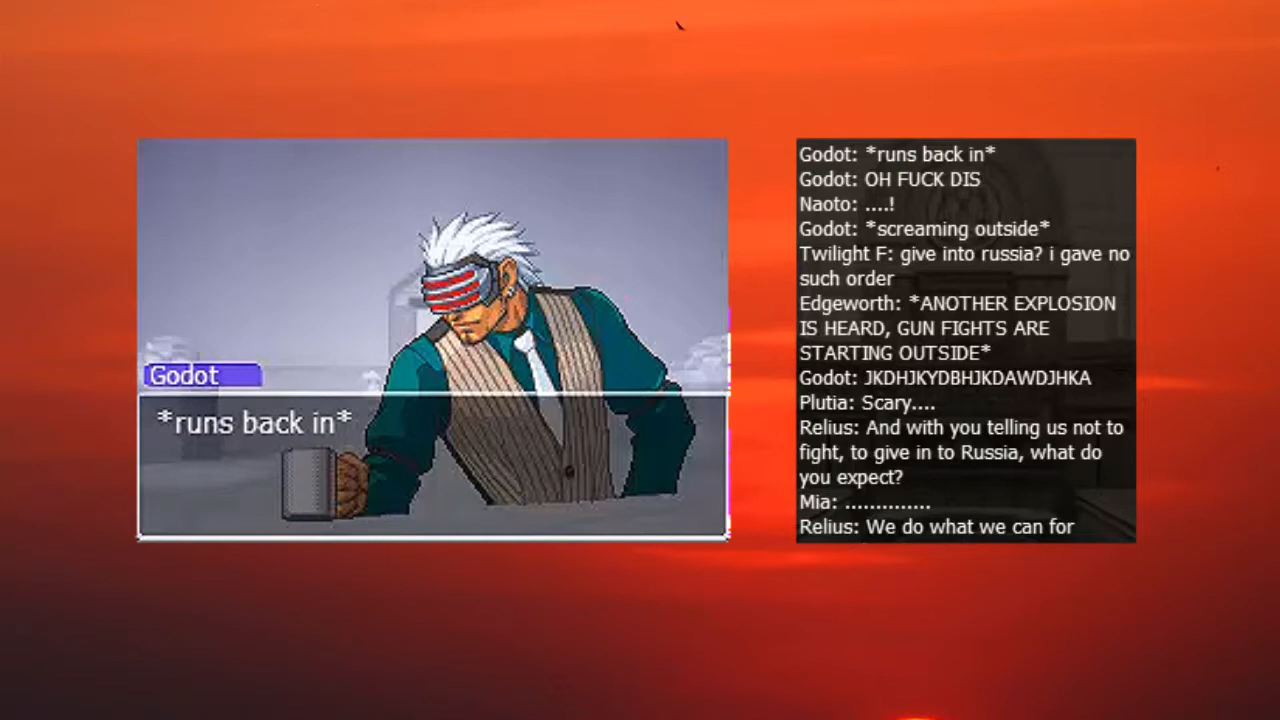 Godot
*runs back in*
Godot: *runs back in*
Godot: OH FUCK DIS
Naoto: ....!
Godot: *screaming outside*
Twilight F: give into russia? i gave no
such order
Edgeworth: *ANOTHER EXPLOSION
IS HEARD, GUN FIGHTS ARE
STARTING OUTSIDE*
Godot: JKDHJKYDBHJKDAWDJHKA
Plutia: Scary....
Relius: And with you telling us not to
fight, to give in to Russia, what do
you expect?
Mia: ..............
Relius: We do what we can for